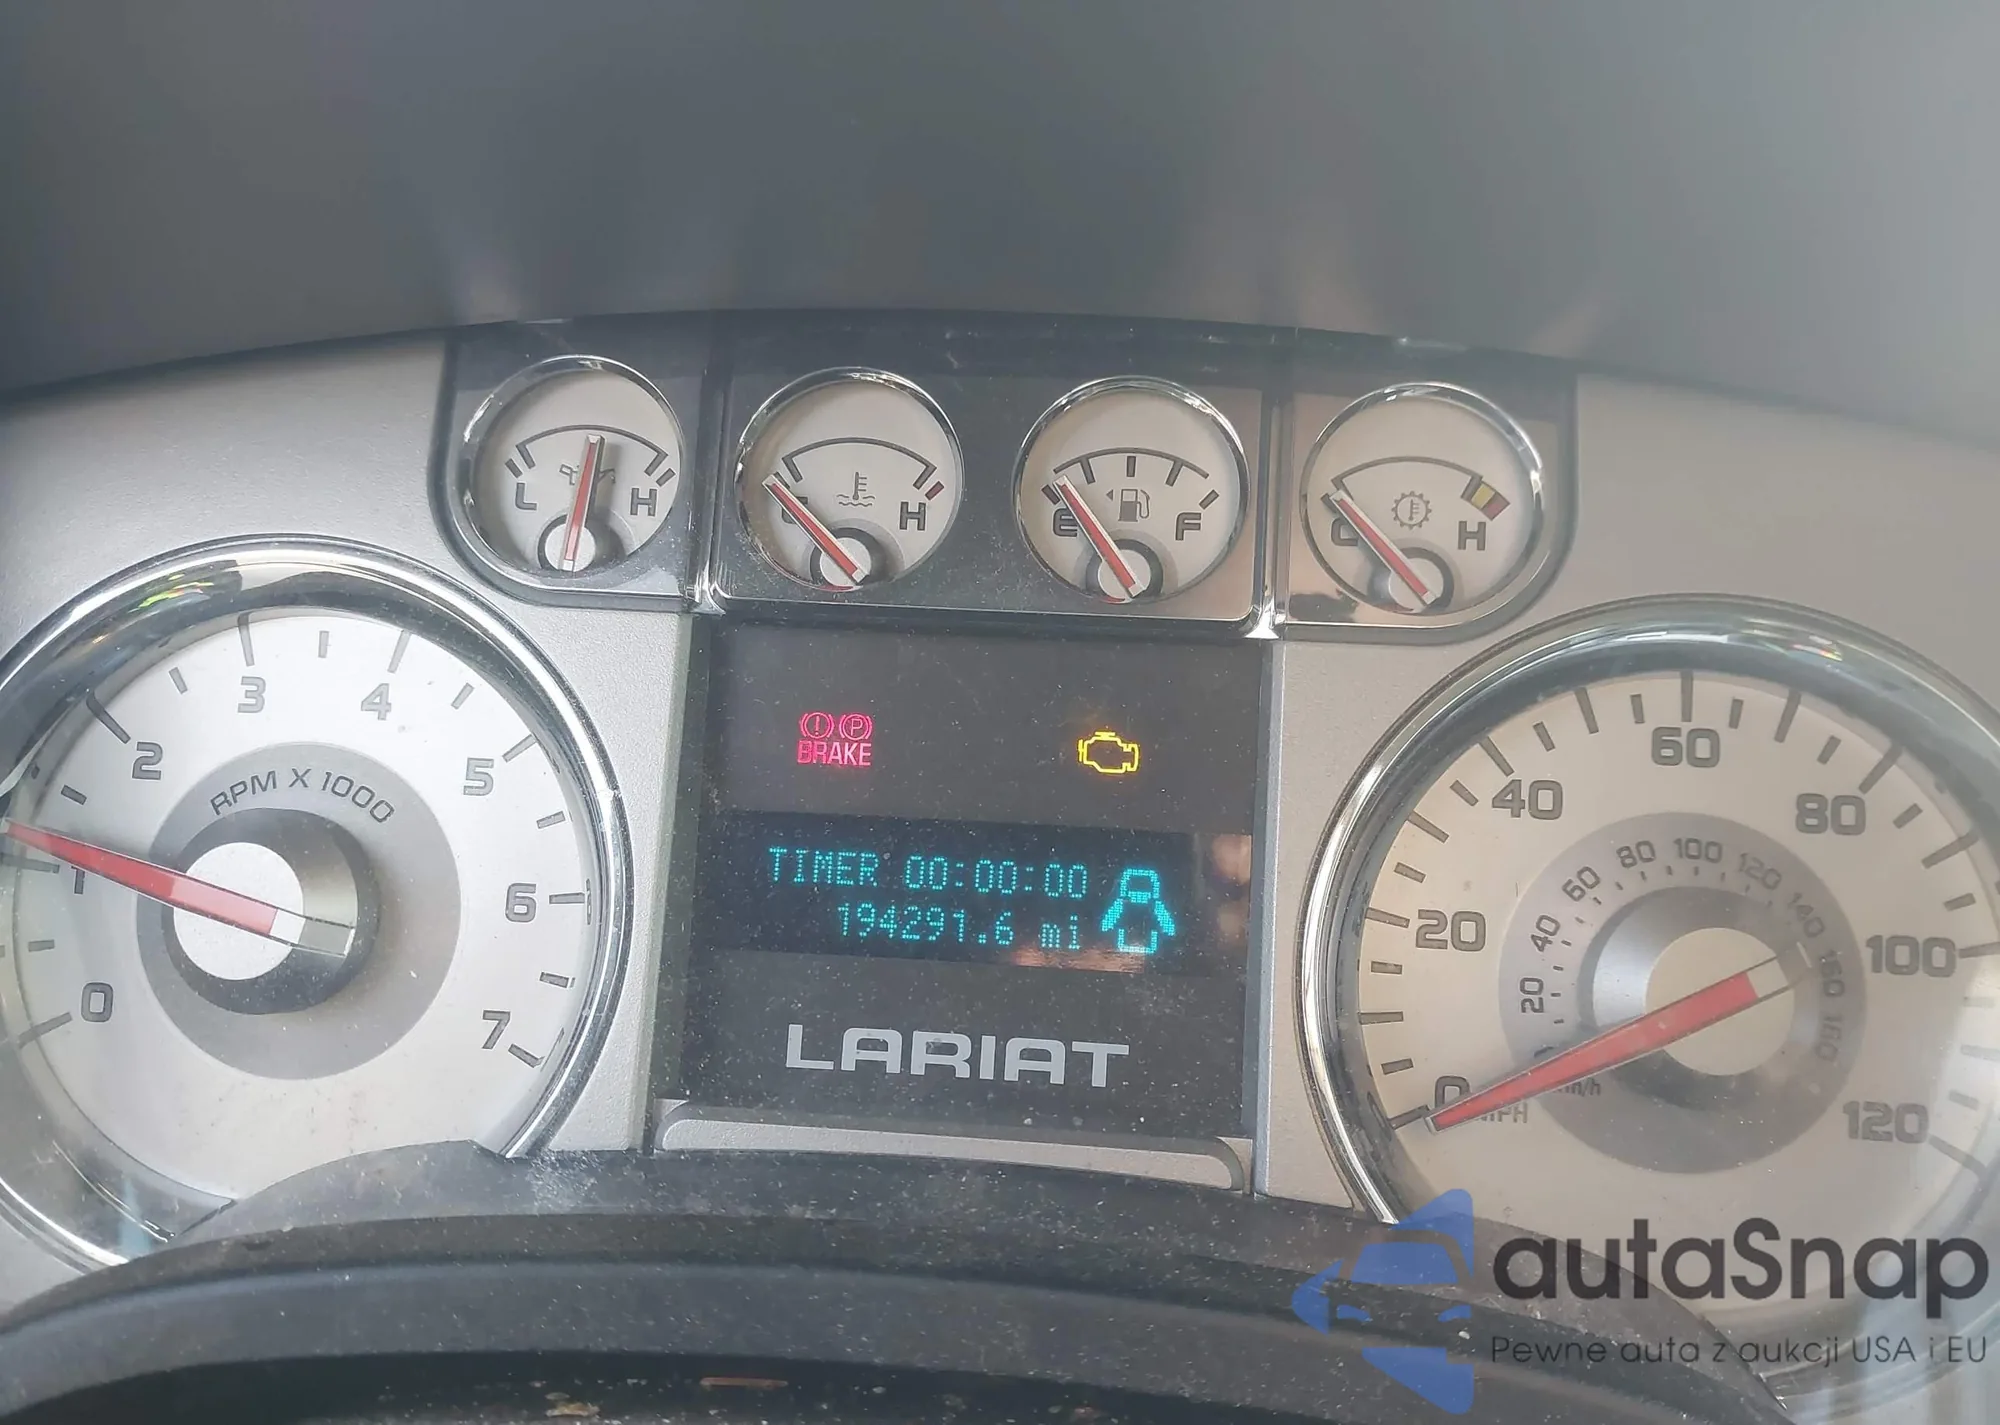 L H
C H
E F
C H
0 1 2 3 4 5 6 7
RPM X 1000
BRAKE
TIMER 00:00:00
194291.6 mi
LARIAT
0 20 40 60 80 100 120
20 40 60 80 100 120 140 160 180
MPH
km/h
autaSnap
Pewne auta z aukcji USA i EU